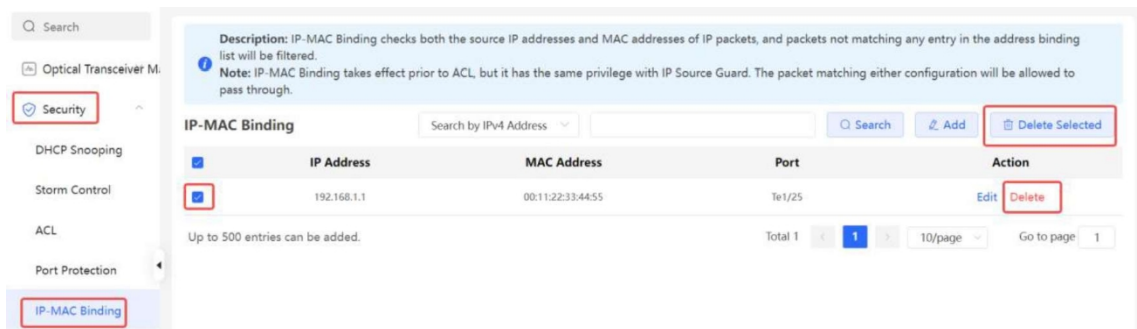 Search
Optical Transceiver Ma
Security
DHCP Snooping
Storm Control
ACL
Port Protection
IP-MAC Binding
Description: IP-MAC Binding checks both the source IP addresses and MAC addresses of IP packets, and packets not matching any entry in the address binding
list will be filtered.
Note: IP-MAC Binding takes effect prior to ACL, but it has the same privilege with IP Source Guard. The packet matching either configuration will be allowed to
pass through.
IP-MAC Binding Search by IPv4 Address Search Add Delete Selected
IP Address MAC Address Port Action
192.168.1.1 00:11:22:33:44:55 Te1/25 Edit Delete
Up to 500 entries can be added. Total 1 < 1 > 10/page Go to page 1